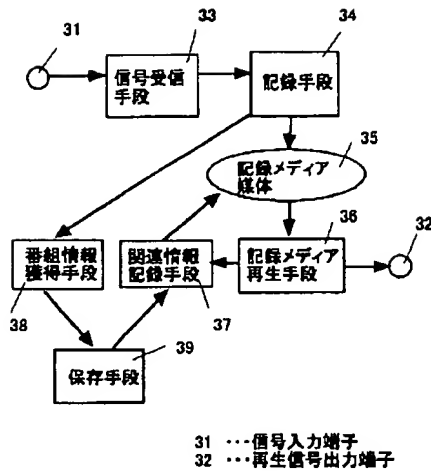 31
33
34
信号受信
手段
記録手段
35
記録メディア
媒体
36
32
番組情報
獲得手段
関連情報
記録手段
記録メディア
再生手段
38
37
39
保存手段
31 ・・・信号入力端子
32 ・・・再生信号出力端子